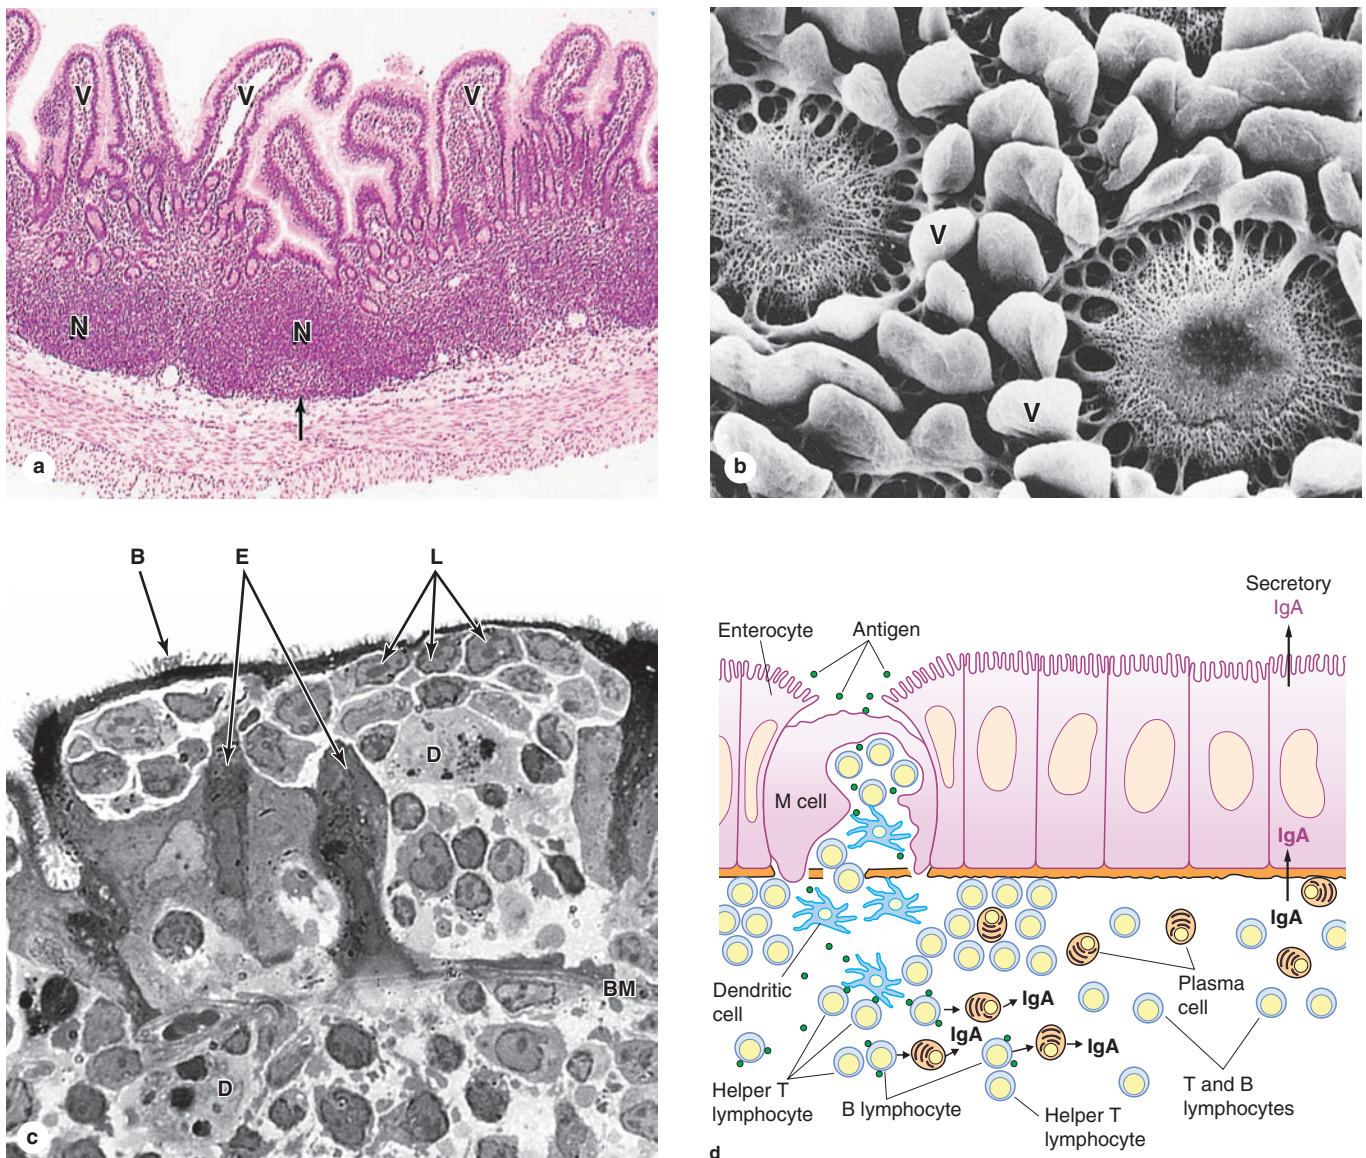 V
V
V
N
N
a
V
V
b
B
E
L
D
BM
D
c
Secretory
IgA
Enterocyte
Antigen
M cell
IgA
IgA
Dendritic
cell
Plasma
cell
IgA
IgA
IgA
Helper T
lymphocyte
B lymphocyte
Helper T
lymphocyte
T and B
lymphocytes
d